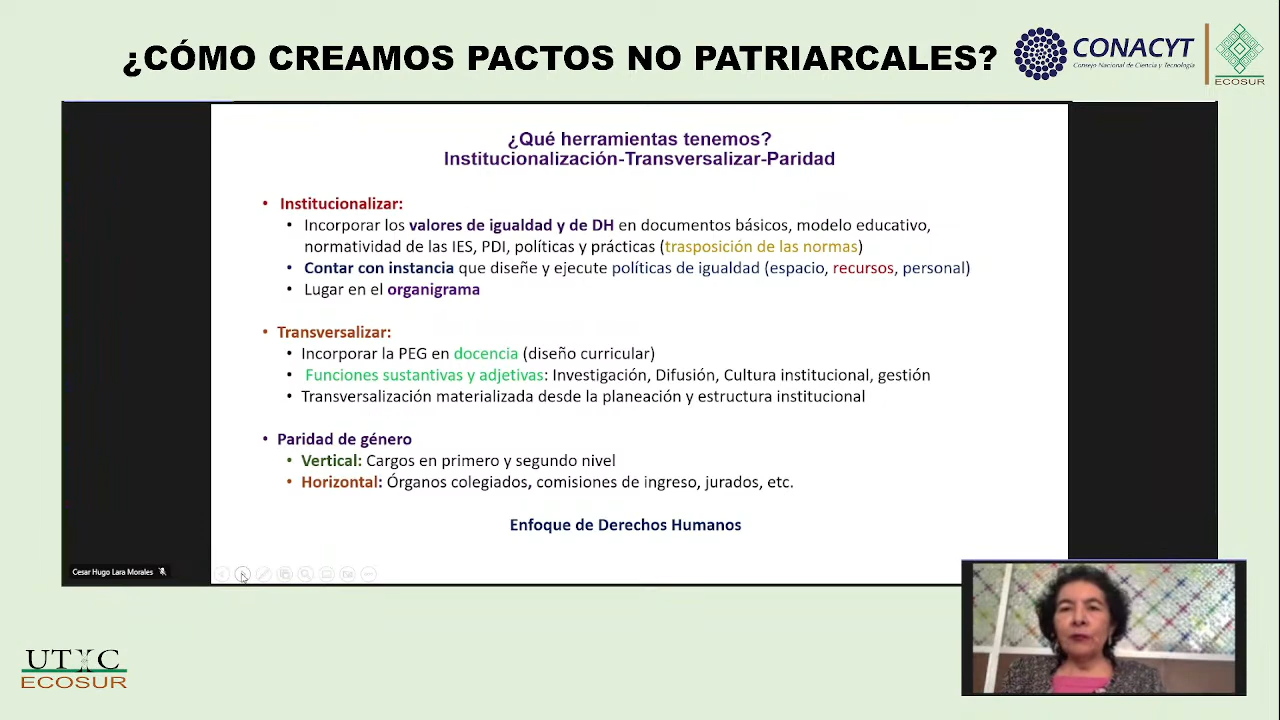 ¿CÓMO CREAMOS PACTOS NO PATRIARCALES?
CONACYT
Consejo Nacional de Ciencia y Tecnología
ECOSUR
¿Qué herramientas tenemos?
Institucionalización-Transversalizar-Paridad
• Institucionalizar:
• Incorporar los valores de igualdad y de DH en documentos básicos, modelo educativo,
normatividad de las IES, PDI, políticas y prácticas (trasposición de las normas)
• Contar con instancia que diseñe y ejecute políticas de igualdad (espacio, recursos, personal)
• Lugar en el organigrama
• Transversalizar:
• Incorporar la PEG en docencia (diseño curricular)
• Funciones sustantivas y adjetivas: Investigación, Difusión, Cultura institucional, gestión
• Transversalización materializada desde la planeación y estructura institucional
• Paridad de género
• Vertical: Cargos en primero y segundo nivel
• Horizontal: Órganos colegiados, comisiones de ingreso, jurados, etc.
Enfoque de Derechos Humanos
Cesar Hugo Lara Morales
UTIC
ECOSUR